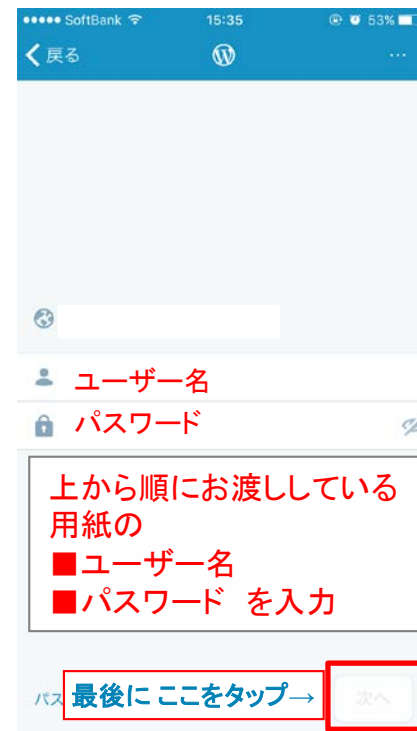 SoftBank 15:35 53%
戻る
ユーザー名
パスワード
上から順にお渡ししている
用紙の
■ユーザー名
■パスワード を入力
パス
最後に ここをタップ→
次へ